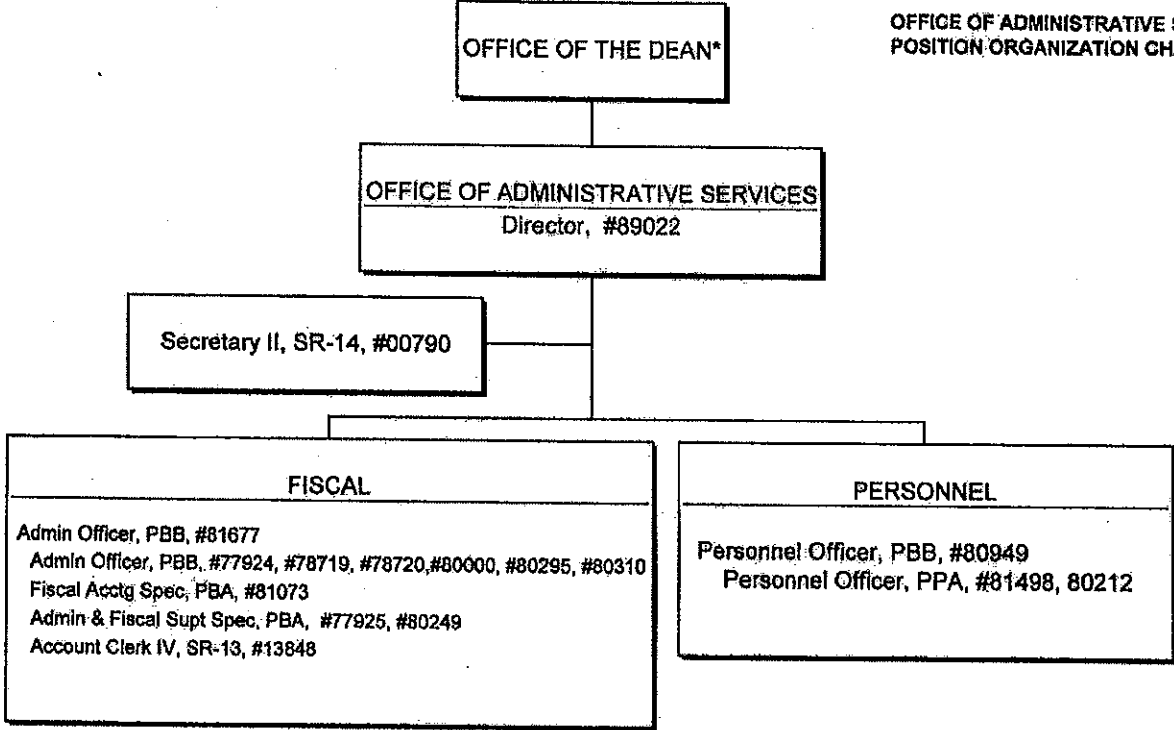 OFFICE OF ADMINISTRATIVE
POSITION ORGANIZATION
OFFICE OF THE DEAN*
OFFICE OF ADMINISTRATIVE SERVICES
Director, #89022
Secretary II, SR-14, #00790
FISCAL
Admin Officer, PBB, #81677
Admin Officer, PBB, #77924, #78719, #78720,#80000, #80295, #80310
Fiscal Acctg Spec, PBA, #81073
Admin & Fiscal Supt Spec, PBA, #77925, #80249
Account Clerk IV, SR-13, #13848
PERSONNEL
Personnel Officer, PBB, #80949
Personnel Officer, PPA, #81498, 80212